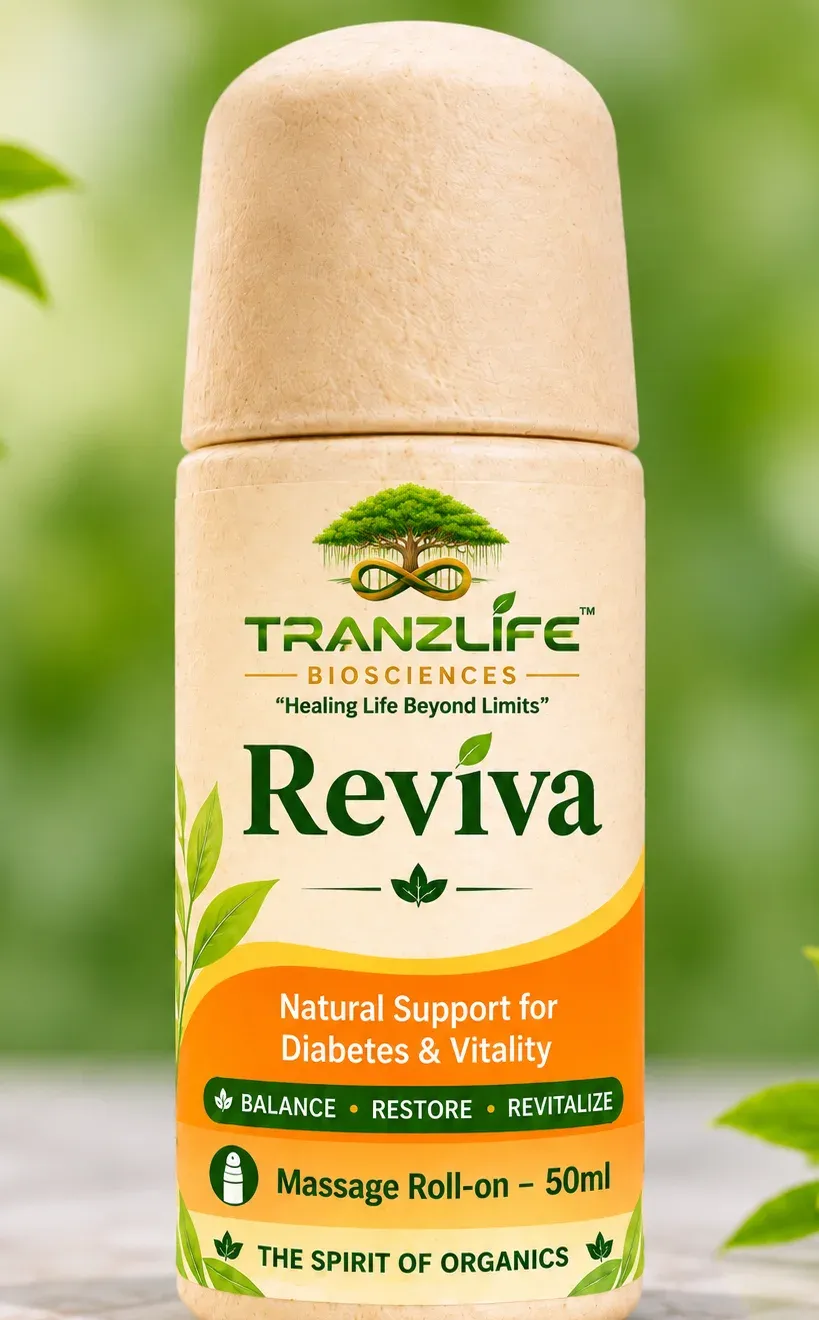 TRANZLIFE™
BIOSCIENCES
“Healing Life Beyond Limits”
Reviva
Natural Support for
Diabetes & Vitality
BALANCE • RESTORE • REVITALIZE
Massage Roll-on – 50ml
THE SPIRIT OF ORGANICS